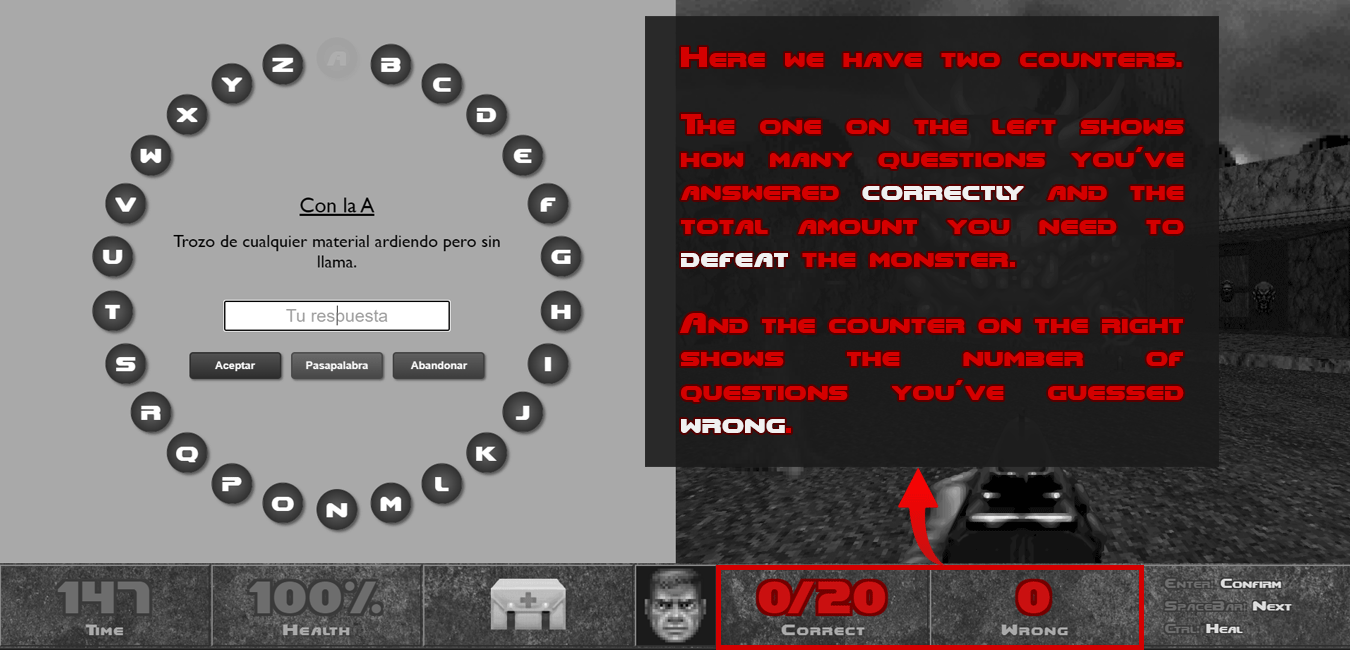 A
B
C
D
E
F
G
H
I
J
K
L
M
N
O
P
Q
R
S
T
U
V
W
X
Y
Z
Con la A
Trozo de cualquier material ardiendo pero sin
llama.
Tu respuesta
Aceptar Pasapalabra Abandonar
Here we have two counters.
The one on the left shows
how many questions you've
answered correctly and the
total amount you need to
defeat the monster.
And the counter on the right
shows the number of
questions you've guessed
wrong.
147
Time
100%
Health
0/20
Correct
0
Wrong
Enter: Confirm
SpaceBar: Next
Ctrl: Heal